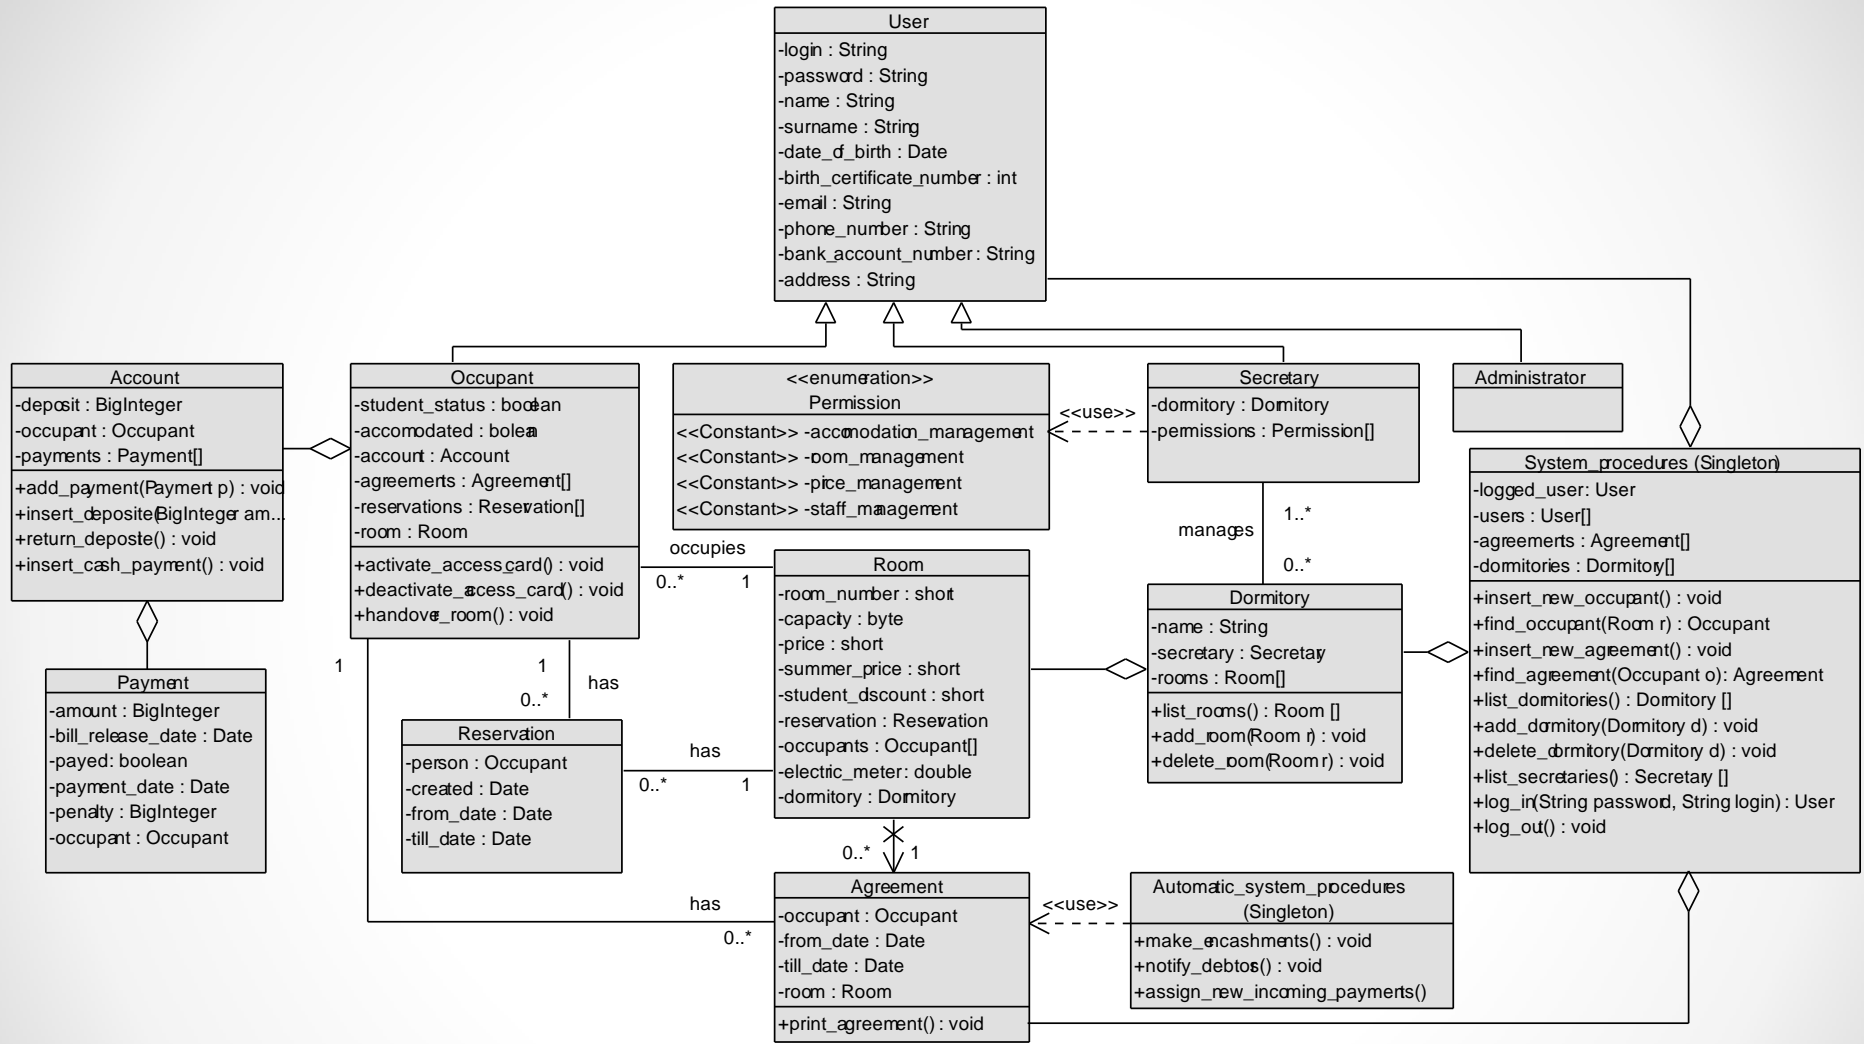 User
-login : String
-password : String
-name : String
-surname : String
-date_of_birth : Date
-birth_certificate_number : int
-email : String
-phone_number : String
-bank_account_number : String
-address : String
Account
-deposit : BigInteger
-occupant : Occupant
-payments : Payment[]
+add_payment(Payment p) : void
+insert_deposite(BigInteger am...
+return_deposte() : void
+insert_cash_payment() : void
Occupant
-student_status : boolean
-accomodated : bolean
-account : Account
-agreements : Agreement[]
-reservations : Reservation[]
-room : Room
+activate_access_card() : void
+deactivate_access_card() : void
+handover_room() : void
<<enumeration>>
Permission
<<Constant>> -accomodation_management
<<Constant>> -room_management
<<Constant>> -price_management
<<Constant>> -staff_management
<<use>>
Secretary
-dormitory : Dormitory
-permissions : Permission[]
Administrator
System_procedures (Singleton)
-logged_user: User
-users : User[]
-agreements : Agreement[]
-dormitories : Dormitory[]
+insert_new_occupant() : void
+find_occupant(Room r) : Occupant
+insert_new_agreement() : void
+find_agreement(Occupant o): Agreement
+list_dormitories() : Dormitory []
+add_dormitory(Dormitory d) : void
+delete_dormitory(Dormitory d) : void
+list_secretaries() : Secretary []
+log_in(String password, String login) : User
+log_out() : void
manages
1..*
0..*
occupies
0..*
1
Room
-room_number : short
-capacity : byte
-price : short
-summer_price : short
-student_dscount : short
-reservation : Reservation
-occupants : Occupant[]
-electric_meter: double
-dormitory : Dormitory
Dormitory
-name : String
-secretary : Secretary
-rooms : Room[]
+list_rooms() : Room []
+add_room(Room r) : void
+delete_room(Room r) : void
Payment
-amount : BigInteger
-bill_release_date : Date
-payed: boolean
-payment_date : Date
-penalty : BigInteger
-occupant : Occupant
1
1
has
0..*
Reservation
-person : Occupant
-created : Date
-from_date : Date
-till_date : Date
has
0..*
1
0..*
1
has
0..*
Agreement
-occupant : Occupant
-from_date : Date
-till_date : Date
-room : Room
+print_agreement() : void
<<use>>
Automatic_system_procedures
(Singleton)
+make_encashments() : void
+notify_debtos() : void
+assign_new_incoming_payments()